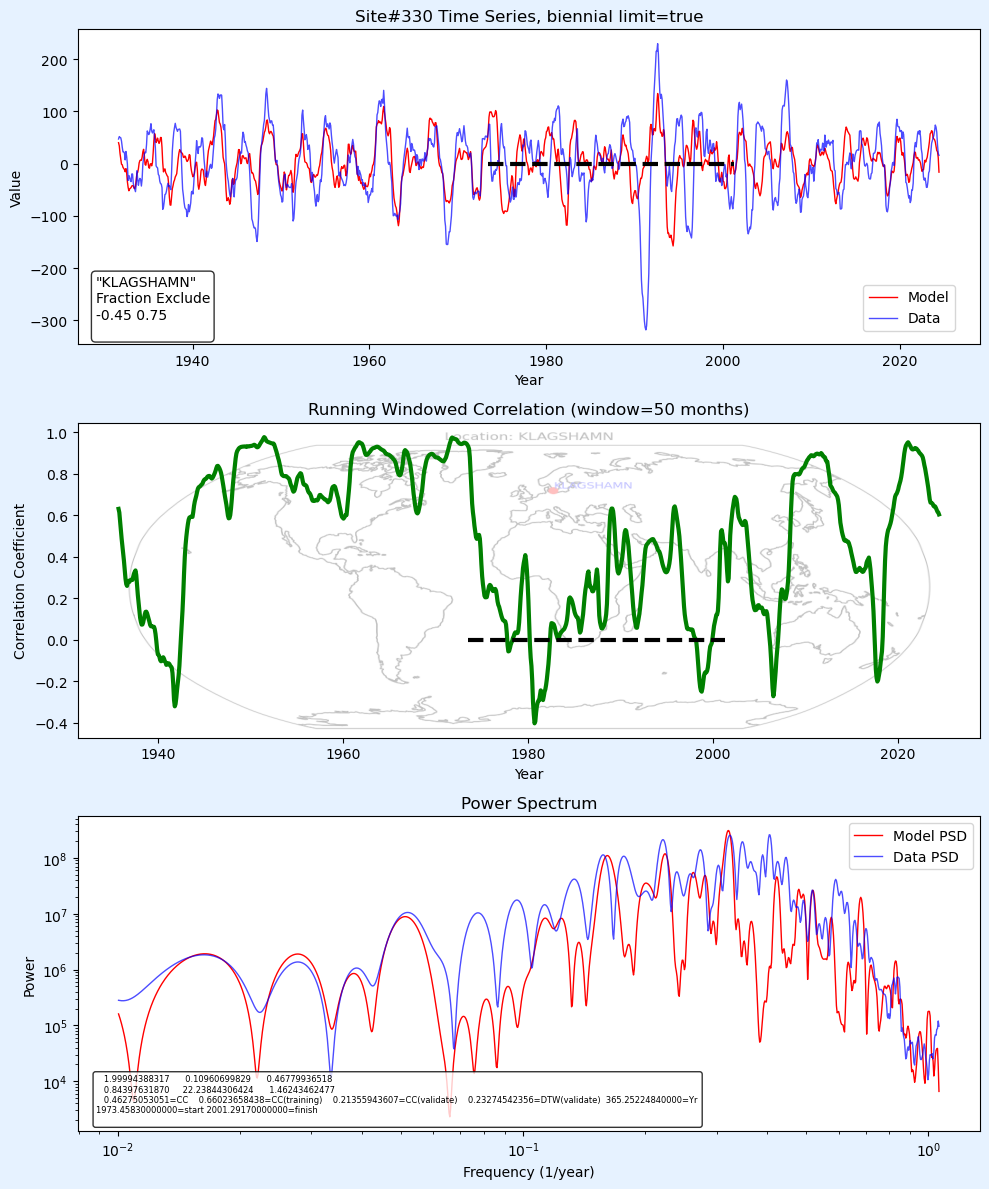 Site#330 Time Series, biennial limit=true
Value
200
100
0
−100
−200
−300
"KLAGSHAMN"
Fraction Exclude
-0.45 0.75
Model
Data
1940
1960
1980
2000
2020
Year
Running Windowed Correlation (window=50 months)
Location: KLAGSHAMN
KLAGSHAMN
Correlation Coefficient
1.0
0.8
0.6
0.4
0.2
0.0
−0.2
−0.4
1940
1960
1980
2000
2020
Year
Power Spectrum
Model PSD
Data PSD
Power
10^8
10^7
10^6
10^5
10^4
1.99994388317 0.10960699829 0.46779936518
0.84397631870 22.23844306424 1.46243462477
0.46275053051=CC 0.66023658438=CC(training) 0.21355943607=CC(validate) 0.23274542356=DTW(validate) 365.25224840000=Yr
1973.45830000000=start 2001.29170000000=finish
10^−2
10^−1
10^0
Frequency (1/year)